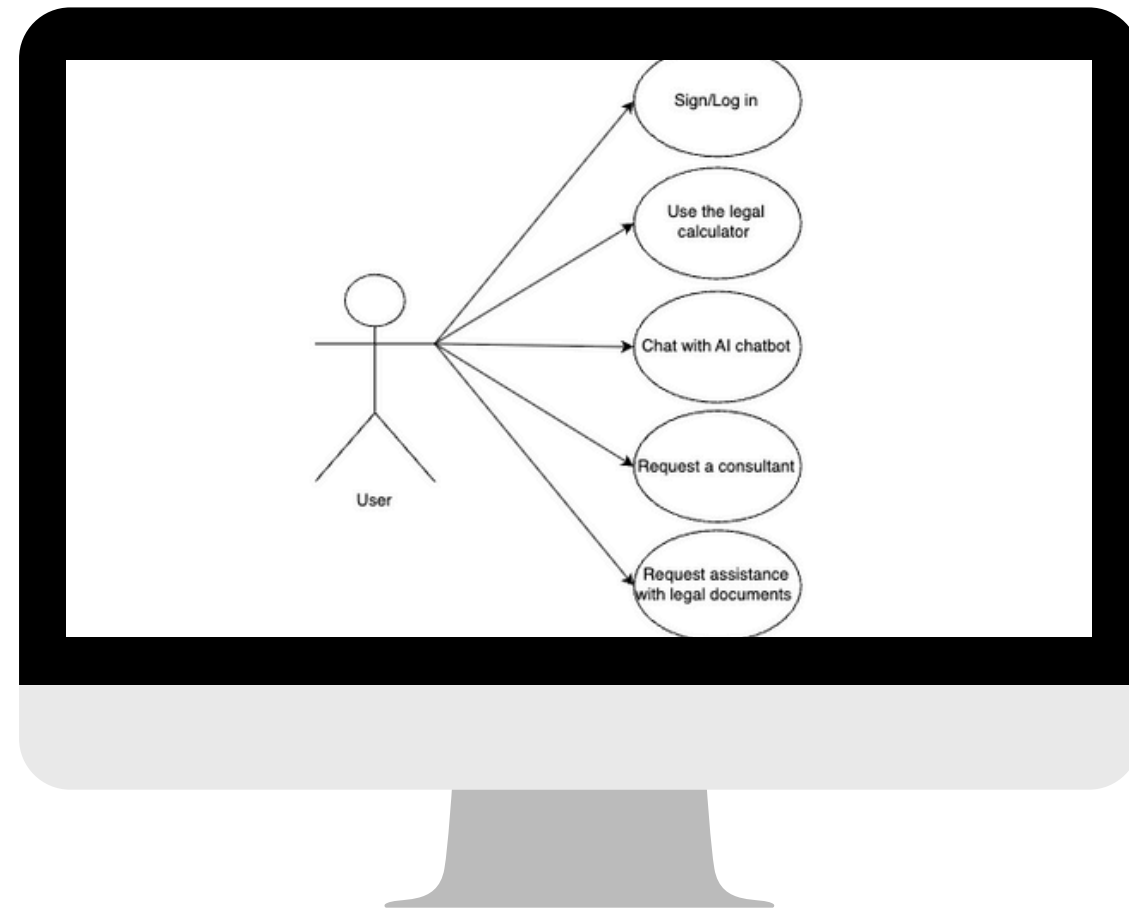 Sign/Log in
Use the legal
calculator
Chat with AI chatbot
Request a consultant
User
Request assistance
with legal documents